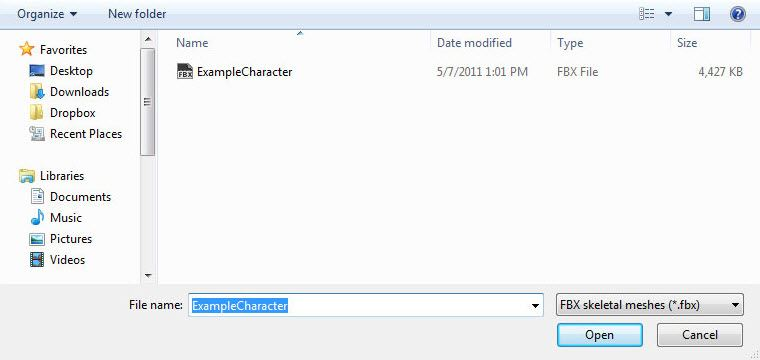 Organize New folder ?
Name Date modified Type Size
Favorites
Desktop
Downloads
Dropbox
Recent Places
Libraries
Documents
Music
Pictures
Videos
FBX ExampleCharacter 5/7/2011 1:01 PM FBX File 4,427 KB
File name: ExampleCharacter FBX skeletal meshes (*.fbx)
Open Cancel